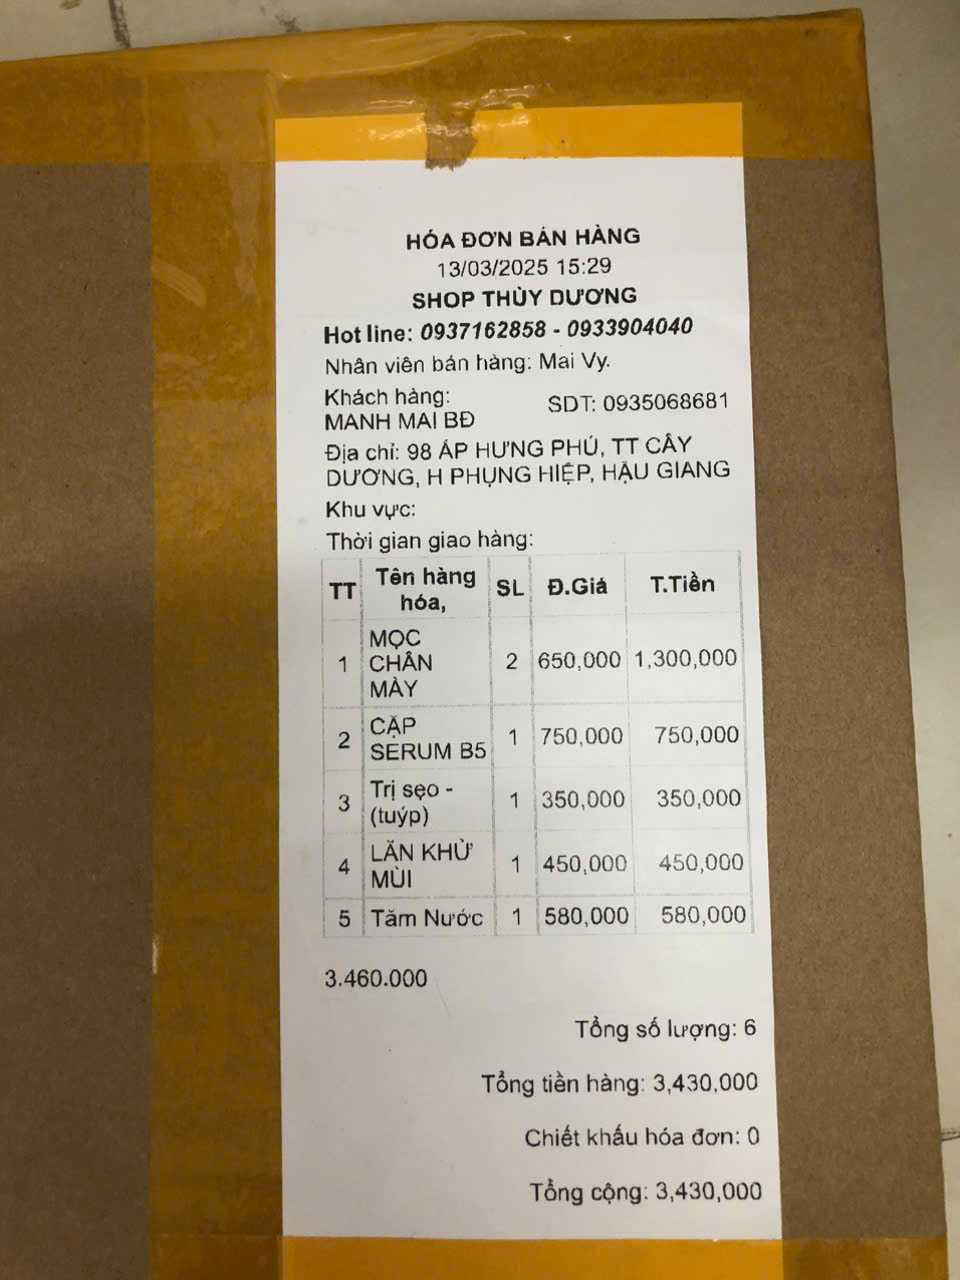 HÓA ĐƠN BÁN HÀNG
13/03/2025 15:29
SHOP THÙY DƯƠNG
Hot line: 0937162858 - 0933904040
Nhân viên bán hàng: Mai Vy.
Khách hàng:
MANH MAI BĐ SDT: 0935068681
Địa chỉ: 98 ÁP HƯNG PHÚ, TT CÂY
DƯƠNG, H PHỤNG HIỆP, HẬU GIANG
Khu vực:
Thời gian giao hàng:
TT Tên hàng hóa, SL Đ.Giá T.Tiền
1 MỌC CHÂN MÀY 2 650,000 1,300,000
2 CẶP SERUM B5 1 750,000 750,000
3 Trị sẹo - (tuýp) 1 350,000 350,000
4 LĂN KHỬ MÙI 1 450,000 450,000
5 Tăm Nước 1 580,000 580,000
3.460.000
Tổng số lượng: 6
Tổng tiền hàng: 3,430,000
Chiết khấu hóa đơn: 0
Tổng cộng: 3,430,000